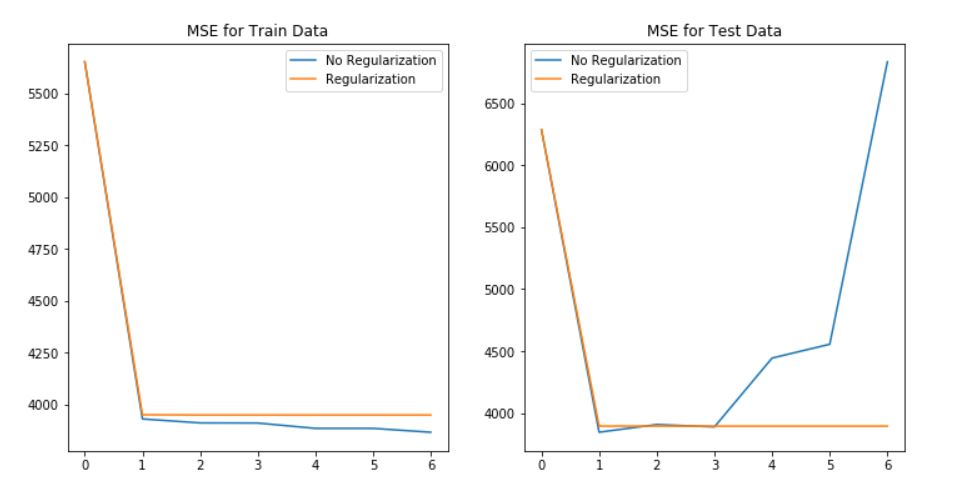 MSE for Train Data
No Regularization
Regularization
5500
5250
5000
4750
4500
4250
4000
0 1 2 3 4 5 6
MSE for Test Data
No Regularization
Regularization
6500
6000
5500
5000
4500
4000
0 1 2 3 4 5 6